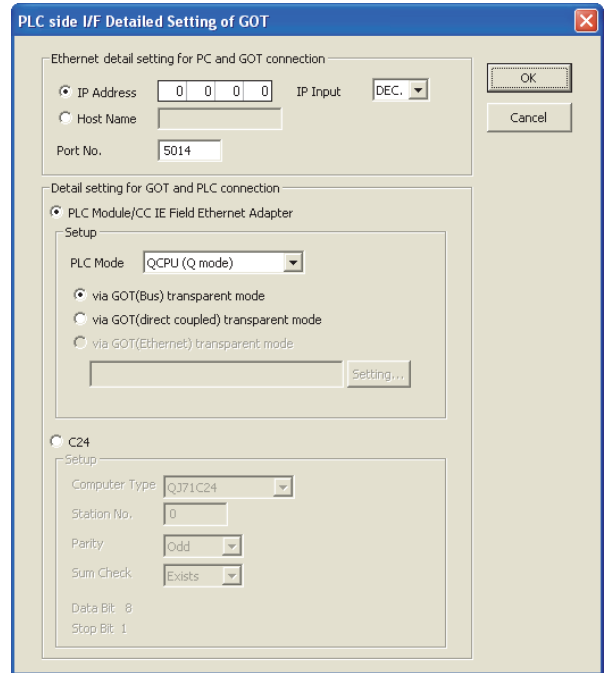 PLC side I/F Detailed Setting of GOT
Ethernet detail setting for PC and GOT connection
OK
IP Address 0 0 0 0 IP Input DEC.
Host Name
Cancel
Port No. 5014
Detail setting for GOT and PLC connection
PLC Module/CC IE Field Ethernet Adapter
Setup
PLC Mode QCPU (Q mode)
via GOT(Bus) transparent mode
via GOT(direct coupled) transparent mode
via GOT(Ethernet) transparent mode
Setting...
C24
Setup
Computer Type QJ71C24
Station No. 0
Parity Odd
Sum Check Exists
Data Bit 8
Stop Bit 1